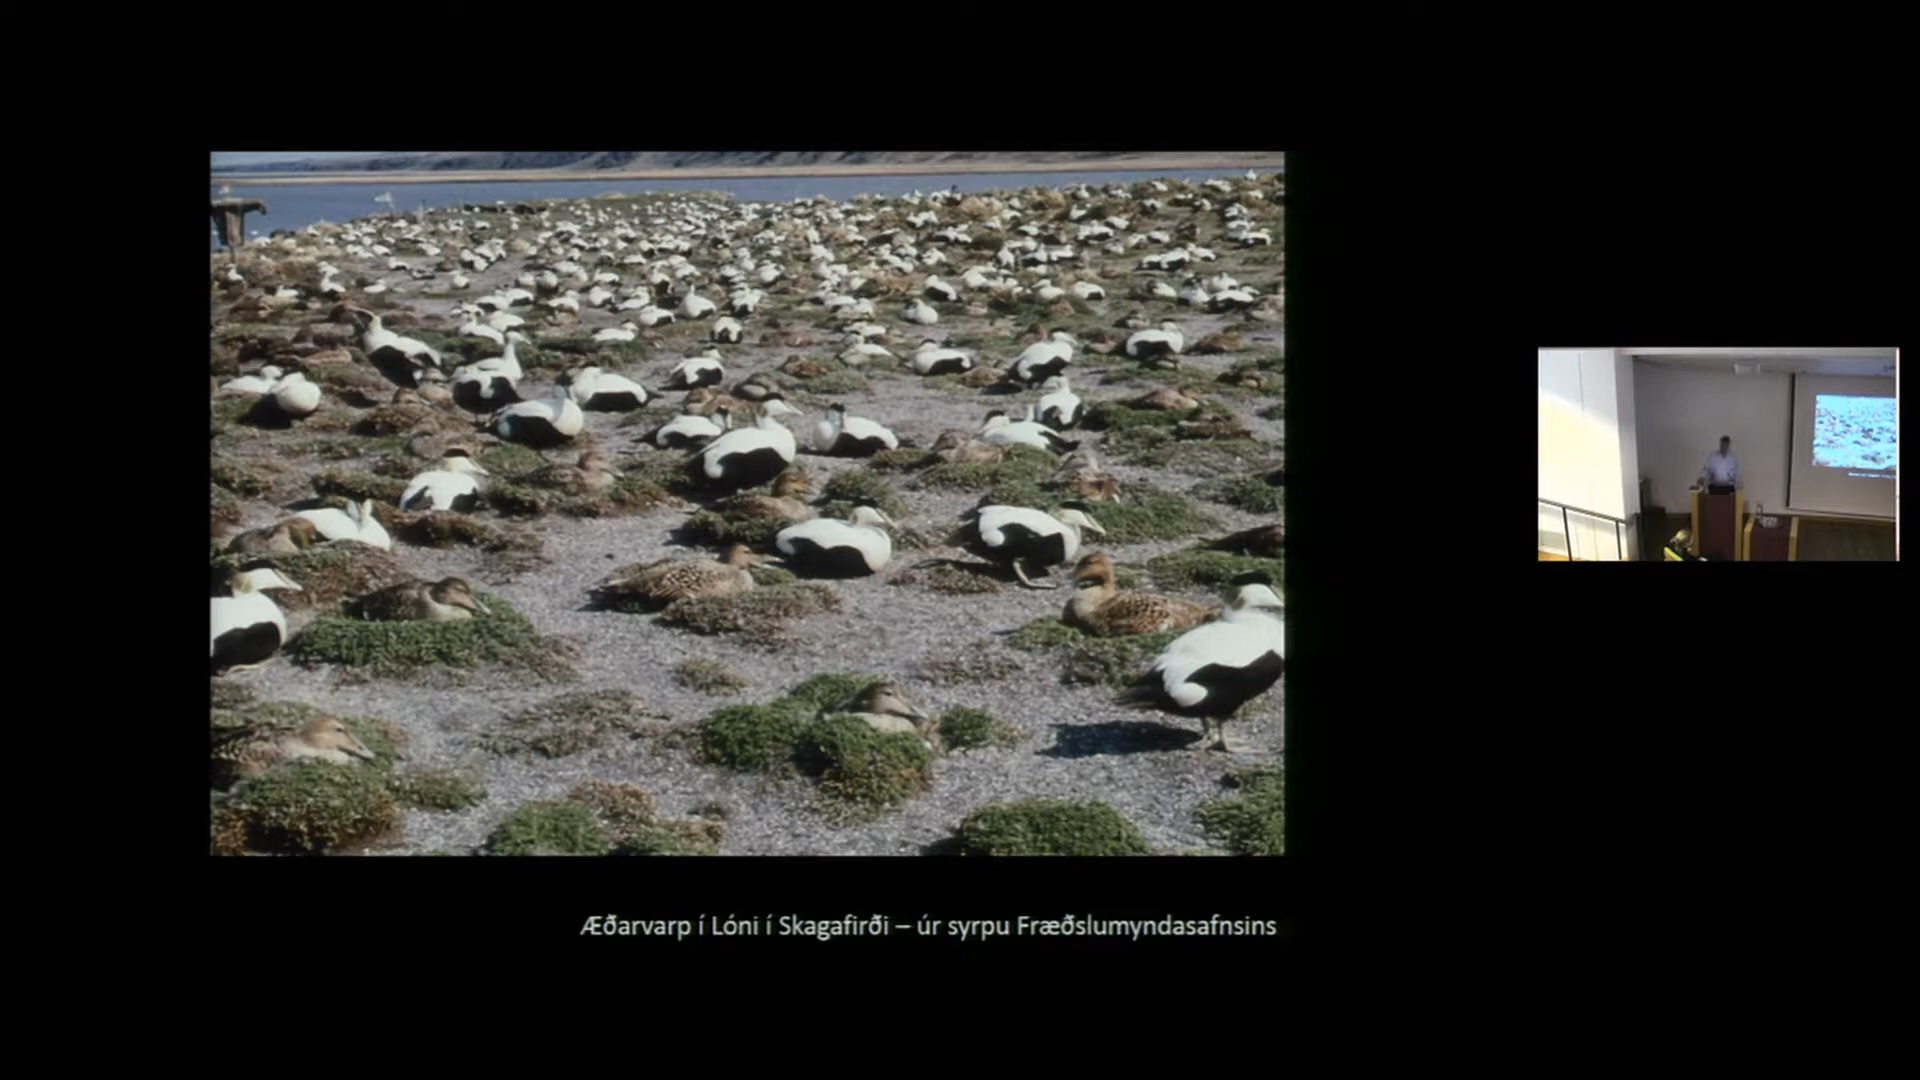 Æðarvarp í Lóni í Skagafirði – úr syrpu Fræðslumyndasafnsins